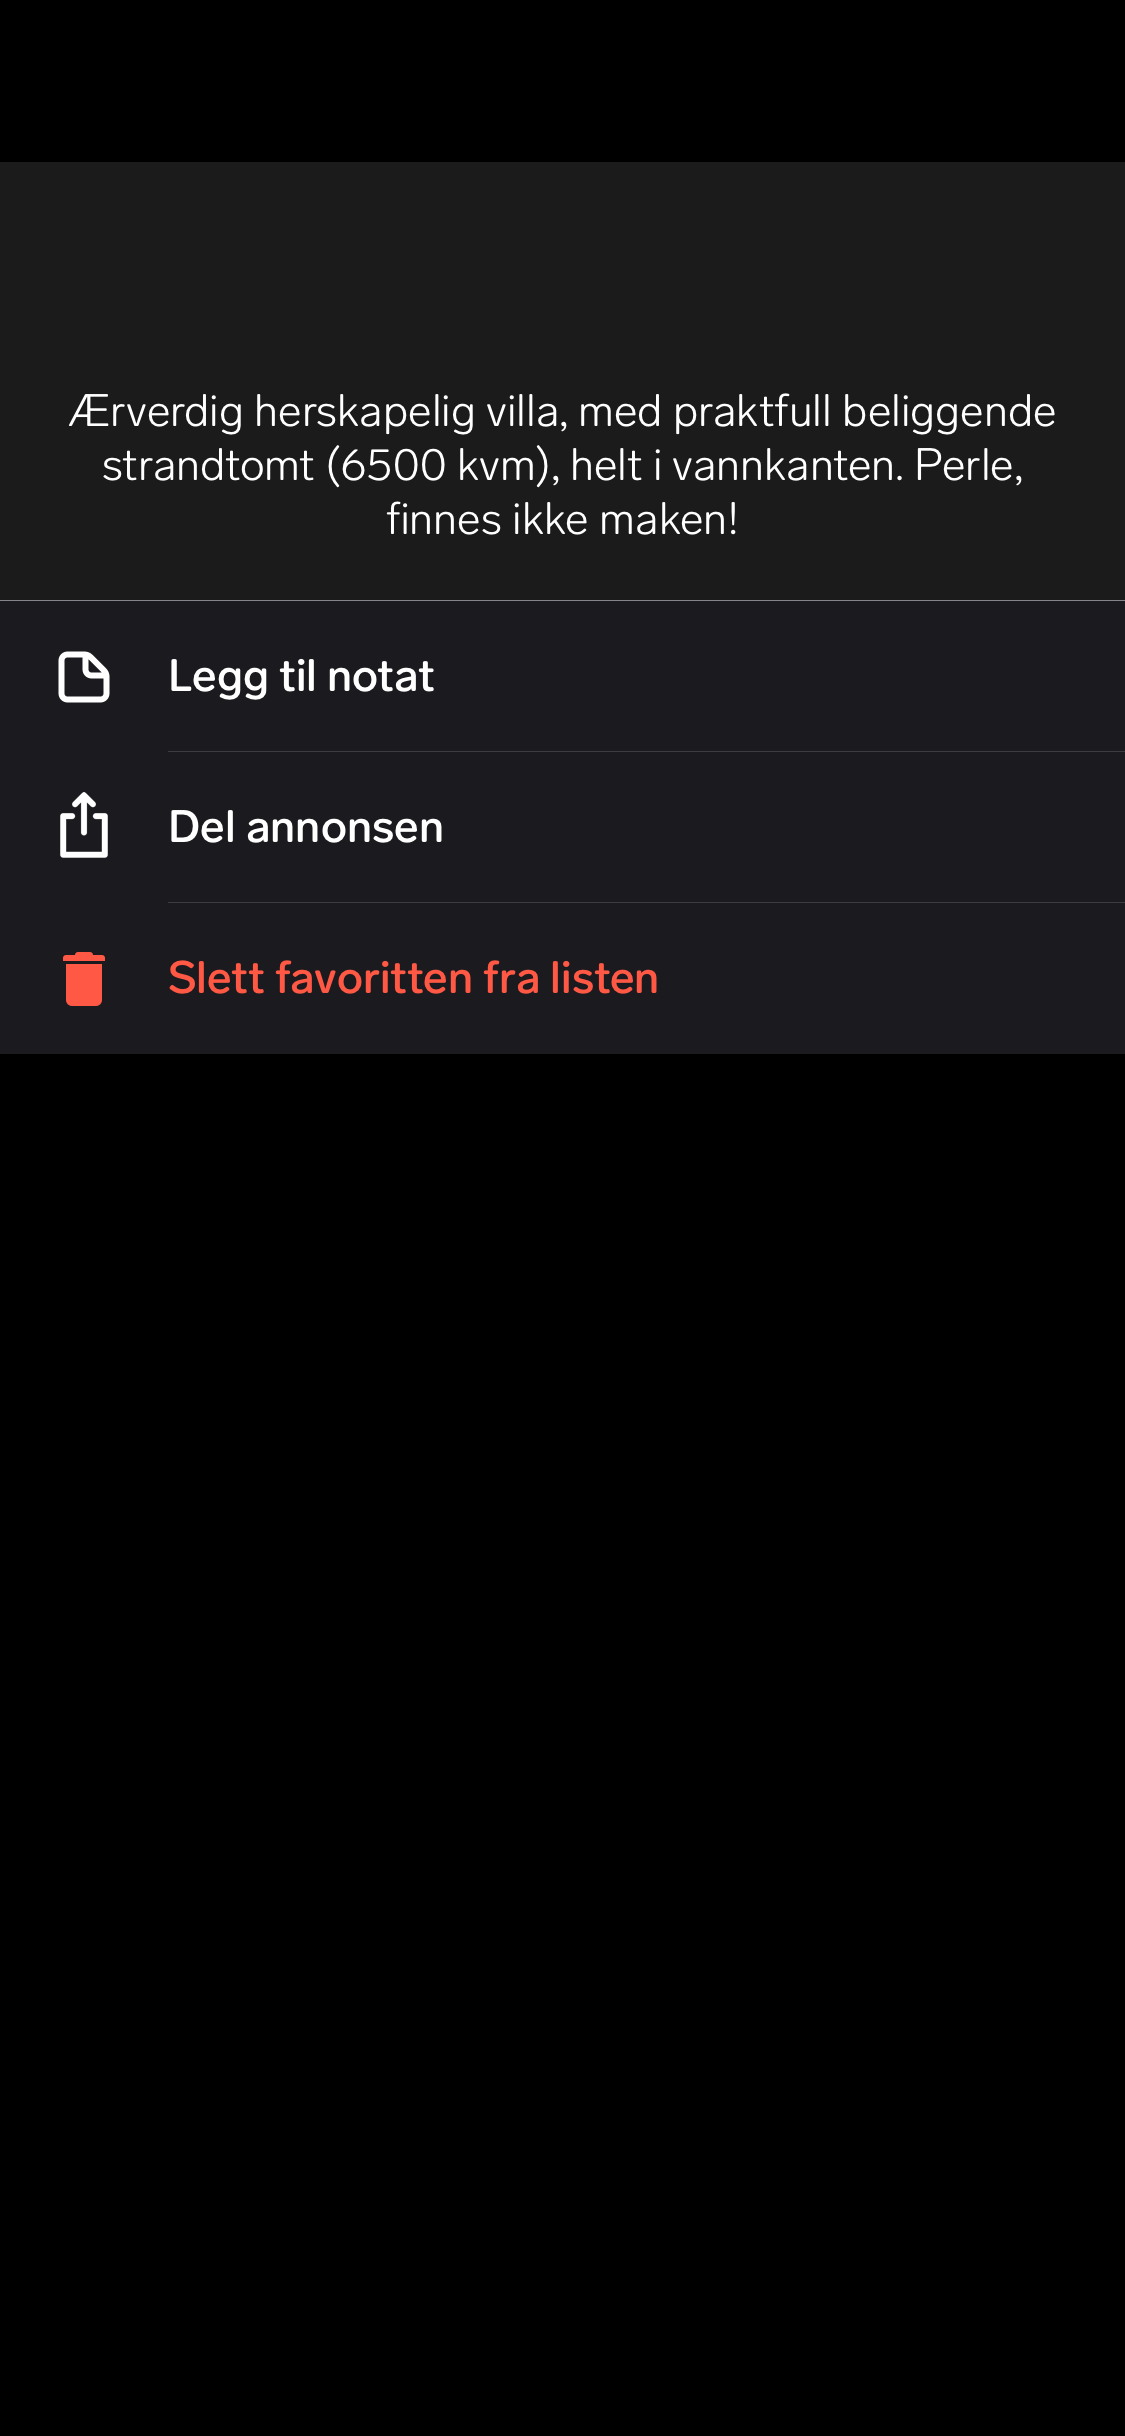 Ærverdig herskapelig villa, med praktfull beliggende
strandtomt (6500 kvm), helt i vannkanten. Perle,
finnes ikke maken!
Legg til notat
Del annonsen
Slett favoritten fra listen